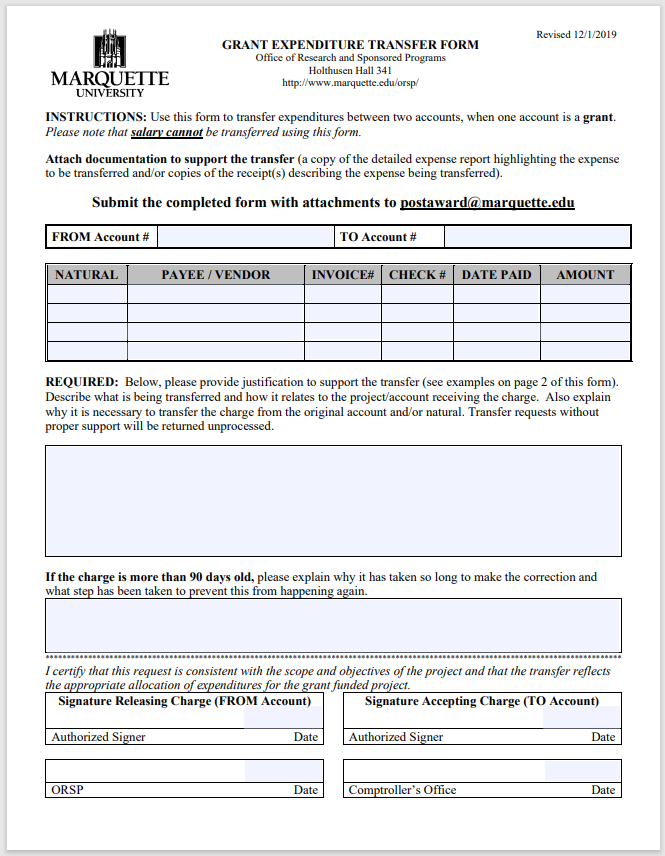 Revised 12/1/2019
MARQUETTE
UNIVERSITY
GRANT EXPENDITURE TRANSFER FORM
Office of Research and Sponsored Programs
Holthusen Hall 341
http://www.marquette.edu/orsp/
INSTRUCTIONS: Use this form to transfer expenditures between two accounts, when one account is a grant.
Please note that salary cannot be transferred using this form.
Attach documentation to support the transfer (a copy of the detailed expense report highlighting the expense
to be transferred and/or copies of the receipt(s) describing the expense being transferred).
Submit the completed form with attachments to postaward@marquette.edu
FROM Account # TO Account #
NATURAL PAYEE / VENDOR INVOICE# CHECK # DATE PAID AMOUNT
REQUIRED: Below, please provide justification to support the transfer (see examples on page 2 of this form).
Describe what is being transferred and how it relates to the project/account receiving the charge. Also explain
why it is necessary to transfer the charge from the original account and/or natural. Transfer requests without
proper support will be returned unprocessed.
If the charge is more than 90 days old, please explain why it has taken so long to make the correction and
what step has been taken to prevent this from happening again.
I certify that this request is consistent with the scope and objectives of the project and that the transfer reflects
the appropriate allocation of expenditures for the grant funded project.
Signature Releasing Charge (FROM Account) Signature Accepting Charge (TO Account)
Authorized Signer Date Authorized Signer Date
ORSP Date Comptroller's Office Date